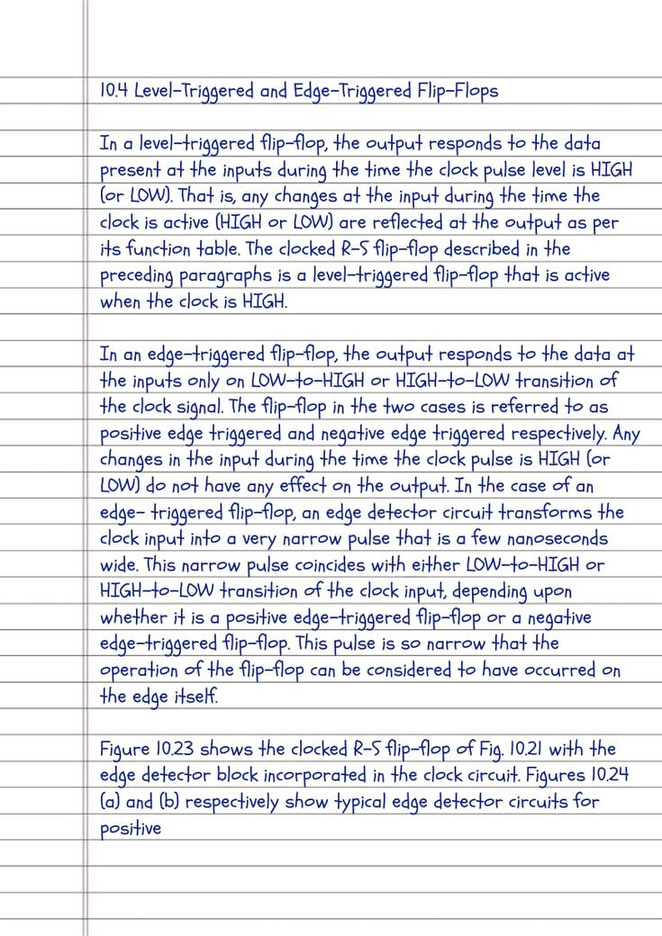 10.4 Level-Triggered and Edge-Triggered Flip-Flops
In a level-triggered flip-flop, the output responds to the data
present at the inputs during the time the clock pulse level is HIGH
(or LOW). That is, any changes at the input during the time the
clock is active (HIGH or LOW) are reflected at the output as per
its function table. The clocked R-S flip-flop described in the
preceding paragraphs is a level-triggered flip-flop that is active
when the clock is HIGH.
In an edge-triggered flip-flop, the output responds to the data at
the inputs only on LOW-to-HIGH or HIGH-to-LOW transition of
the clock signal. The flip-flop in the two cases is referred to as
positive edge triggered and negative edge triggered respectively. Any
changes in the input during the time the clock pulse is HIGH (or
LOW) do not have any effect on the output. In the case of an
edge- triggered flip-flop, an edge detector circuit transforms the
clock input into a very narrow pulse that is a few nanoseconds
wide. This narrow pulse coincides with either LOW-to-HIGH or
HIGH-to-LOW transition of the clock input, depending upon
whether it is a positive edge-triggered flip-flop or a negative
edge-triggered flip-flop. This pulse is so narrow that the
operation of the flip-flop can be considered to have occurred on
the edge itself.
Figure 10.23 shows the clocked R-S flip-flop of Fig. 10.21 with the
edge detector block incorporated in the clock circuit. Figures 10.24
(a) and (b) respectively show typical edge detector circuits for
positive